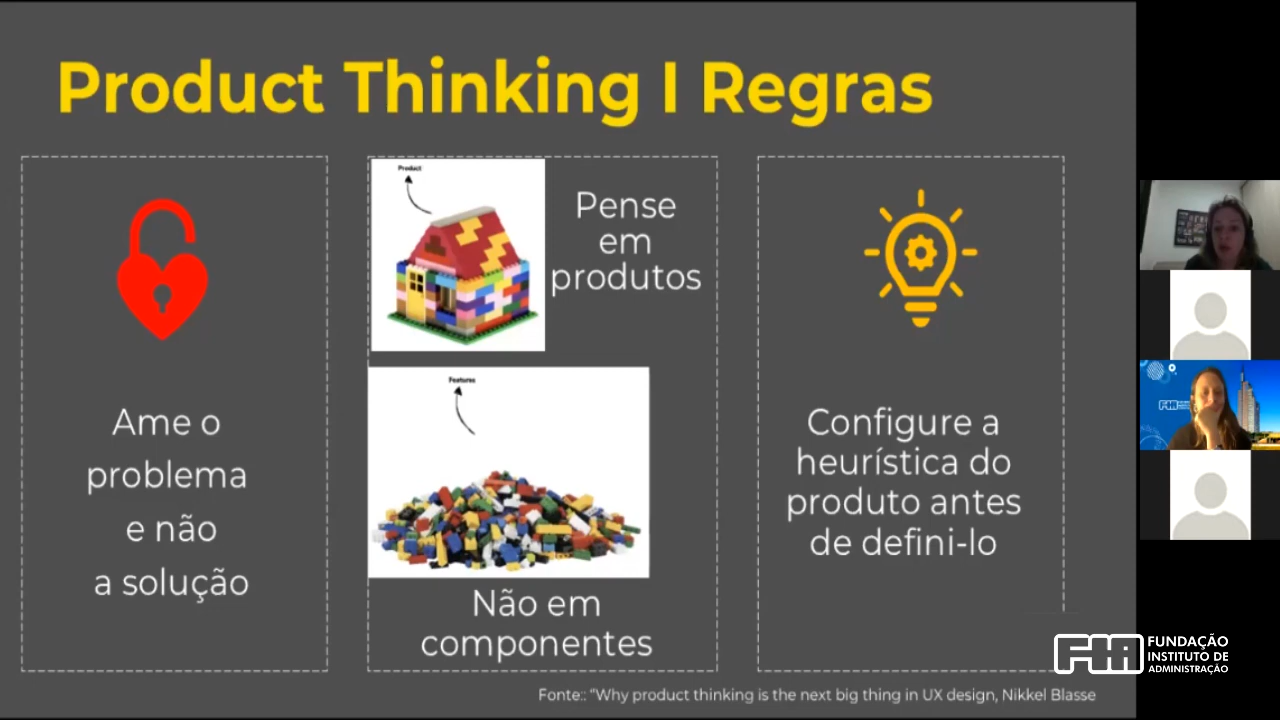 Product Thinking I Regras
Ame o
problema
e não
a solução
Product
Pense
em
produtos
Features
Não em
componentes
Configure a
heurística do
produto antes
de defini-lo
Fonte:: “Why product thinking is the next big thing in UX design, Nikkel Blasse
FIA
FUNDAÇÃO
INSTITUTO DE
ADMINISTRAÇÃO
FIA